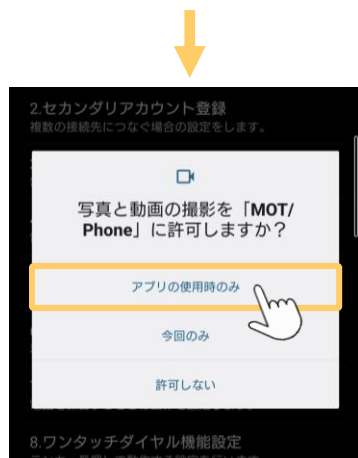 2.セカンダリアカウント登録
複数の接続先につなぐ場合の設定をします。
写真と動画の撮影を「MOT/
Phone」に許可しますか？
アプリの使用時のみ
今回のみ
許可しない
8.ワンタッチダイヤル機能設定